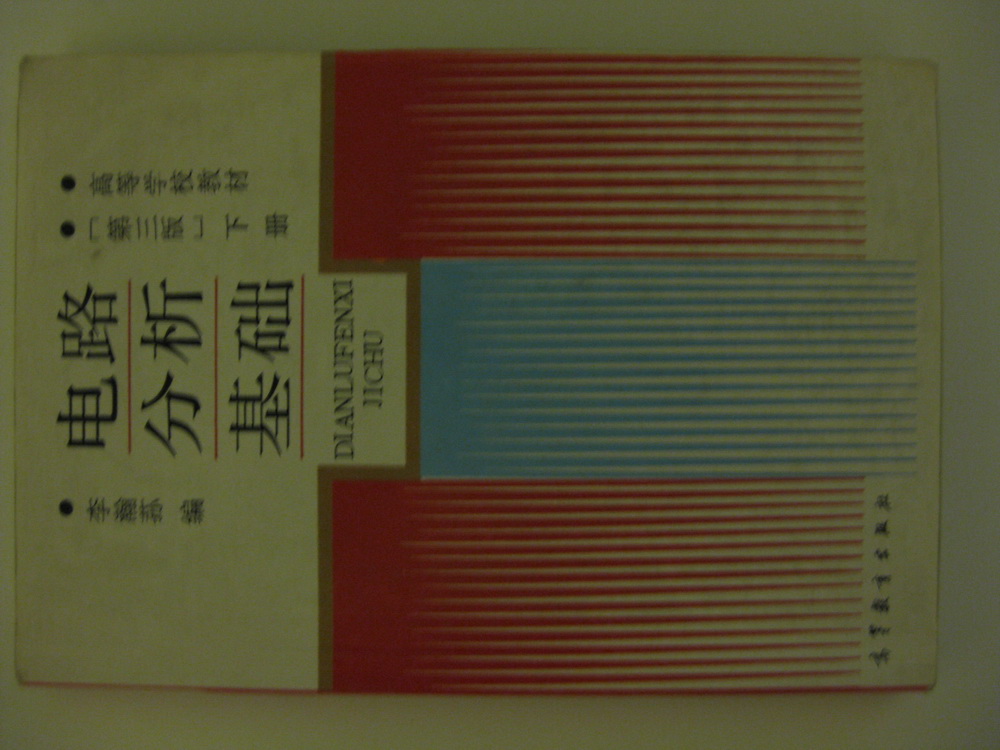 高等学校教材
[第三版] 下册
电路
分析
基础
DIANLUFENXI
JICHU
李瀚荪 编
高等教育出版社